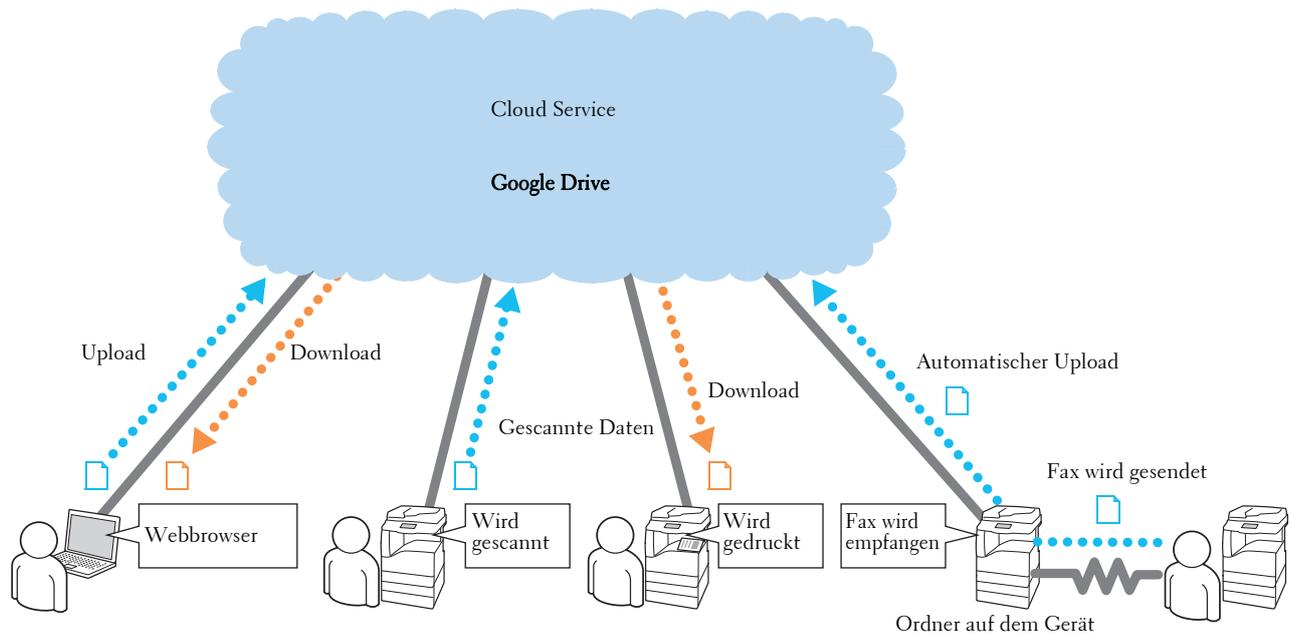 Cloud Service
Google Drive
Upload
Download
Gescannte Daten
Download
Automatischer Upload
Fax wird gesendet
Webbrowser
Wird
gescannt
Wird
gedruckt
Fax wird
empfangen
Ordner auf dem Gerät